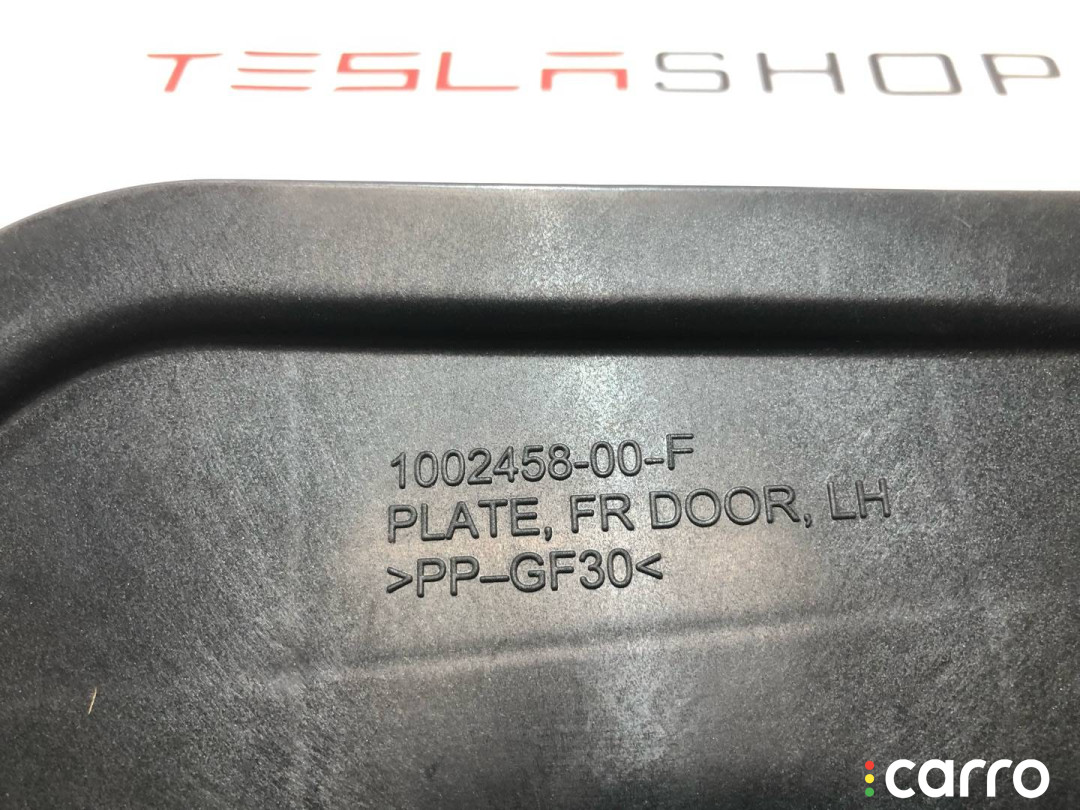 TESLASHOP
1002458-00-F
PLATE, FR DOOR, LH
>PP-GF30<
carro